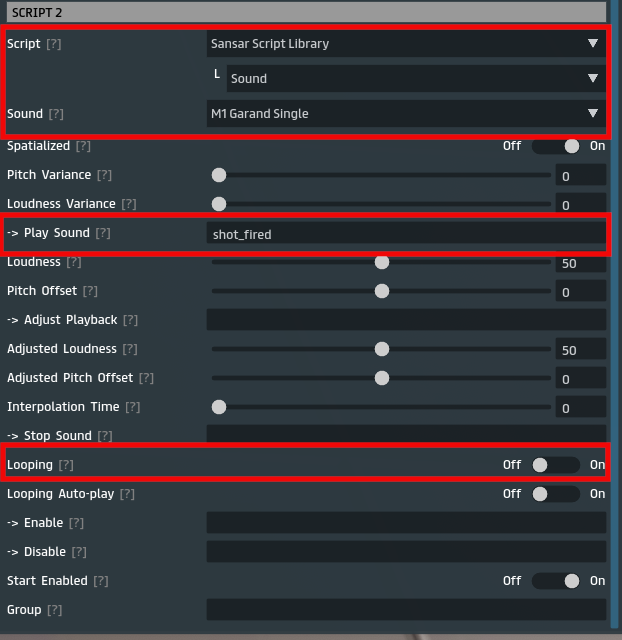 SCRIPT 2
Script [?] Sansar Script Library
Sound
Sound [?] M1 Garand Single
Spatialized [?] Off On
Pitch Variance [?] 0
Loudness Variance [?] 0
-> Play Sound [?] shot_fired
Loudness [?] 50
Pitch Offset [?] 0
-> Adjust Playback [?]
Adjusted Loudness [?] 50
Adjusted Pitch Offset [?] 0
Interpolation Time [?] 0
-> Stop Sound [?]
Looping [?] Off On
Looping Auto-play [?] Off On
-> Enable [?]
-> Disable [?]
Start Enabled [?] Off On
Group [?]